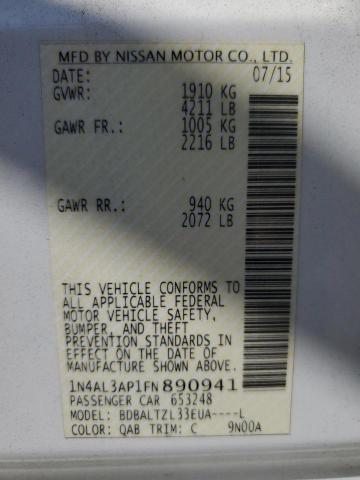 MFD BY NISSAN MOTOR CO., LTD.
DATE: 07/15
GVWR: 1910 KG
4211 LB
GAWR FR.: 1005 KG
2216 LB
GAWR RR.: 940 KG
2072 LB
THIS VEHICLE CONFORMS TO
ALL APPLICABLE FEDERAL
MOTOR VEHICLE SAFETY,
BUMPER, AND THEFT
PREVENTION STANDARDS IN
EFFECT ON THE DATE OF
MANUFACTURE SHOWN ABOVE.
1N4AL3AP1FN890941
PASSENGER CAR 653248
MODEL: BDBALTZL33EUA----L
COLOR: QAB TRIM: C 9N00A